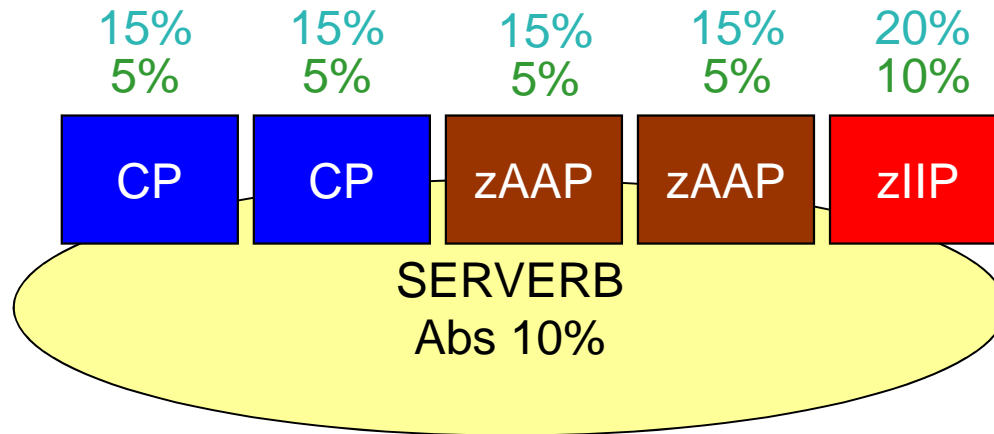 15% 15% 15% 15% 20%
5% 5% 5% 5% 10%
CP CP zAAP zAAP zIIP
SERVERB
Abs 10%